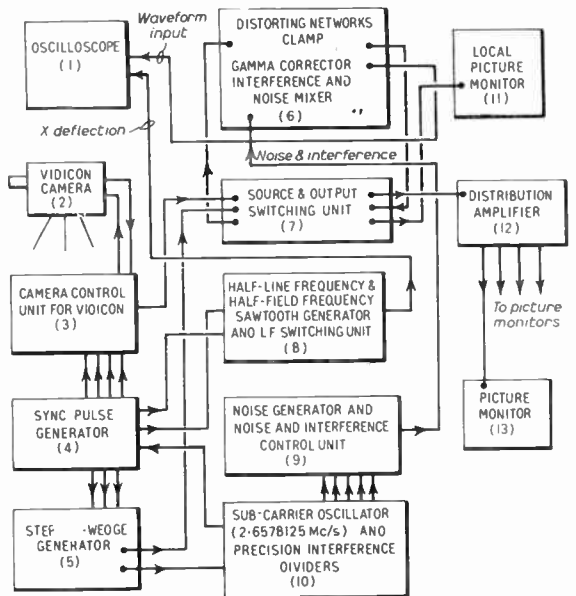 OSCILLOSCOPE
(1)
Waveform
input
X deflection
DISTORTING NETWORKS
CLAMP
GAMMA CORRECTOR
INTERFERENCE AND
NOISE MIXER
(6)
LOCAL
PICTURE
MONITOR
(11)
Noise & interference
VIDICON
CAMERA
(2)
SOURCE & OUTPUT
SWITCHING UNIT
(7)
DISTRIBUTION
AMPLIFIER
(12)
To picture
monitors
CAMERA CONTROL
UNIT FOR VIDICON
(3)
HALF-LINE FREQUENCY &
HALF-FIELD FREQUENCY
SAWTOOTH GENERATOR
AND LF SWITCHING UNIT
(8)
SYNC PULSE
GENERATOR
(4)
NOISE GENERATOR AND
NOISE AND INTERFERENCE
CONTROL UNIT
(9)
PICTURE
MONITOR
(13)
STEP -WEDGE
GENERATOR
(5)
SUB-CARRIER OSCILLATOR
(2·6578125 Mc/s) AND
PRECISION INTERFERENCE
DIVIDERS
(10)